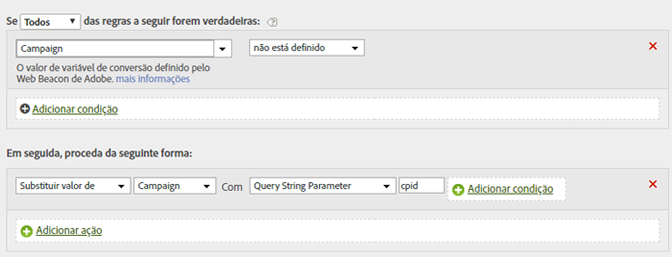 Se Todos das regras a seguir forem verdadeiras:
Campaign não está definido
O valor de variável de conversão definido pelo
Web Beacon de Adobe. mais informações
Adicionar condição
Em seguida, proceda da seguinte forma:
Substituir valor de Campaign Com Query String Parameter cpid Adicionar condição
Adicionar ação